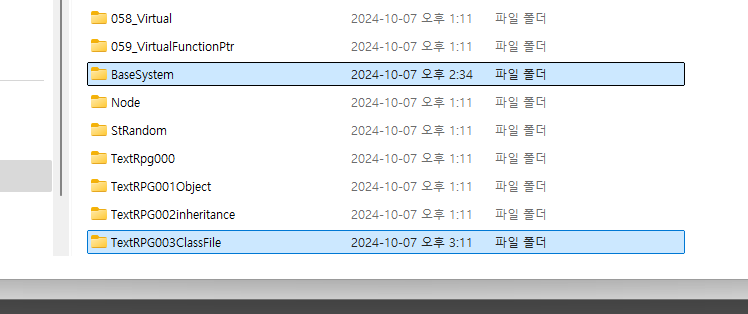 058_Virtual 2024-10-07 오후 1:11 파일 폴더
059_VirtualFunctionPtr 2024-10-07 오후 1:11 파일 폴더
BaseSystem 2024-10-07 오후 2:34 파일 폴더
Node 2024-10-07 오후 1:11 파일 폴더
StRandom 2024-10-07 오후 1:11 파일 폴더
TextRpg000 2024-10-07 오후 1:11 파일 폴더
TextRPG001Object 2024-10-07 오후 1:11 파일 폴더
TextRPG002inheritance 2024-10-07 오후 1:11 파일 폴더
TextRPG003ClassFile 2024-10-07 오후 3:11 파일 폴더